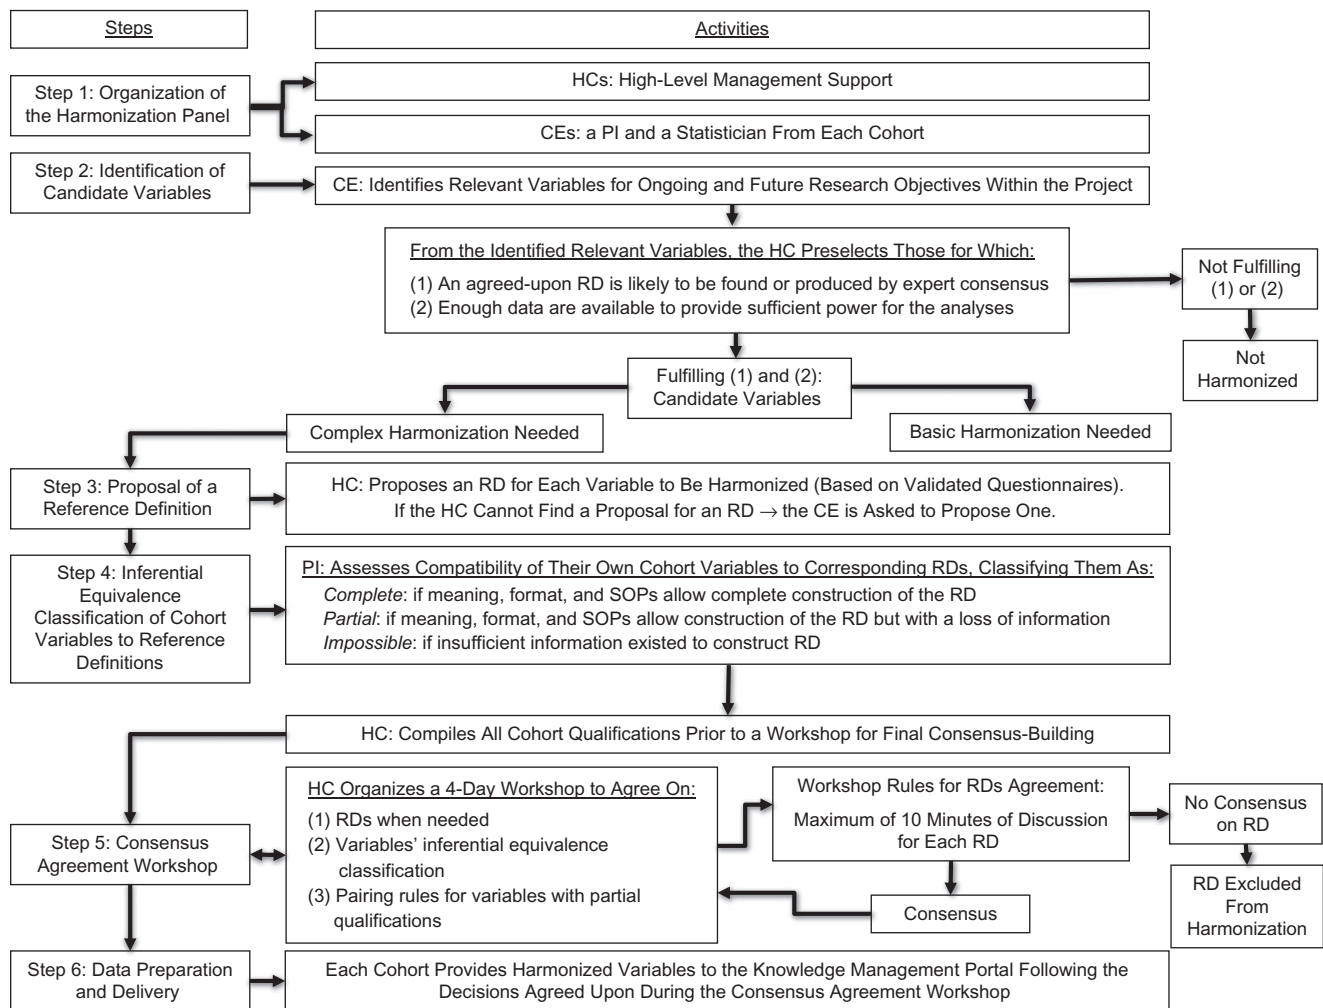 Steps
Activities
Step 1: Organization of
the Harmonization Panel
HCs: High-Level Management Support
CEs: a PI and a Statistician From Each Cohort
Step 2: Identification of
Candidate Variables
CE: Identifies Relevant Variables for Ongoing and Future Research Objectives Within the Project
From the Identified Relevant Variables, the HC Preselects Those for Which:
(1) An agreed-upon RD is likely to be found or produced by expert consensus
(2) Enough data are available to provide sufficient power for the analyses
Not Fulfilling
(1) or (2)
Not
Harmonized
Fulfilling (1) and (2):
Candidate Variables
Complex Harmonization Needed
Basic Harmonization Needed
Step 3: Proposal of a
Reference Definition
HC: Proposes an RD for Each Variable to Be Harmonized (Based on Validated Questionnaires).
If the HC Cannot Find a Proposal for an RD → the CE is Asked to Propose One.
Step 4: Inferential
Equivalence
Classification of Cohort
Variables to Reference
Definitions
PI: Assesses Compatibility of Their Own Cohort Variables to Corresponding RDs, Classifying Them As:
Complete: if meaning, format, and SOPs allow complete construction of the RD
Partial: if meaning, format, and SOPs allow construction of the RD but with a loss of information
Impossible: if insufficient information existed to construct RD
HC: Compiles All Cohort Qualifications Prior to a Workshop for Final Consensus-Building
Step 5: Consensus
Agreement Workshop
HC Organizes a 4-Day Workshop to Agree On:
(1) RDs when needed
(2) Variables' inferential equivalence
classification
(3) Pairing rules for variables with partial
qualifications
Workshop Rules for RDs Agreement:
Maximum of 10 Minutes of Discussion
for Each RD
Consensus
No Consensus
on RD
RD Excluded
From
Harmonization
Step 6: Data Preparation
and Delivery
Each Cohort Provides Harmonized Variables to the Knowledge Management Portal Following the
Decisions Agreed Upon During the Consensus Agreement Workshop